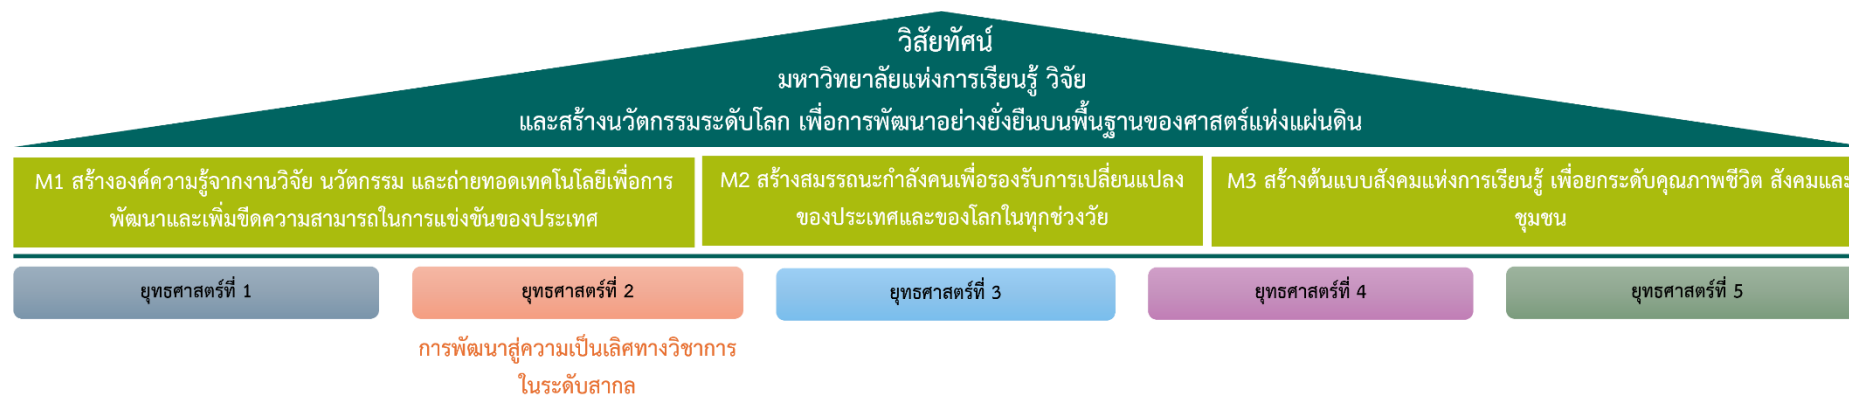 วิสัยทัศน์
มหาวิทยาลัยแห่งการเรียนรู้ วิจัย
และสร้างนวัตกรรมระดับโลก เพื่อการพัฒนาอย่างยั่งยืนบนพื้นฐานของศาสตร์แห่งแผ่นดิน
M1 สร้างองค์ความรู้จากงานวิจัย นวัตกรรม และถ่ายทอดเทคโนโลยีเพื่อการ
พัฒนาและเพิ่มขีดความสามารถในการแข่งขันของประเทศ
M2 สร้างสมรรถนะกำลังคนเพื่อรองรับการเปลี่ยนแปลง
ของประเทศและของโลกในทุกช่วงวัย
M3 สร้างต้นแบบสังคมแห่งการเรียนรู้ เพื่อยกระดับคุณภาพชีวิต สังคมและ
ชุมชน
ยุทธศาสตร์ที่ 1
ยุทธศาสตร์ที่ 2
ยุทธศาสตร์ที่ 3
ยุทธศาสตร์ที่ 4
ยุทธศาสตร์ที่ 5
การพัฒนาสู่ความเป็นเลิศทางวิชาการ
ในระดับสากล